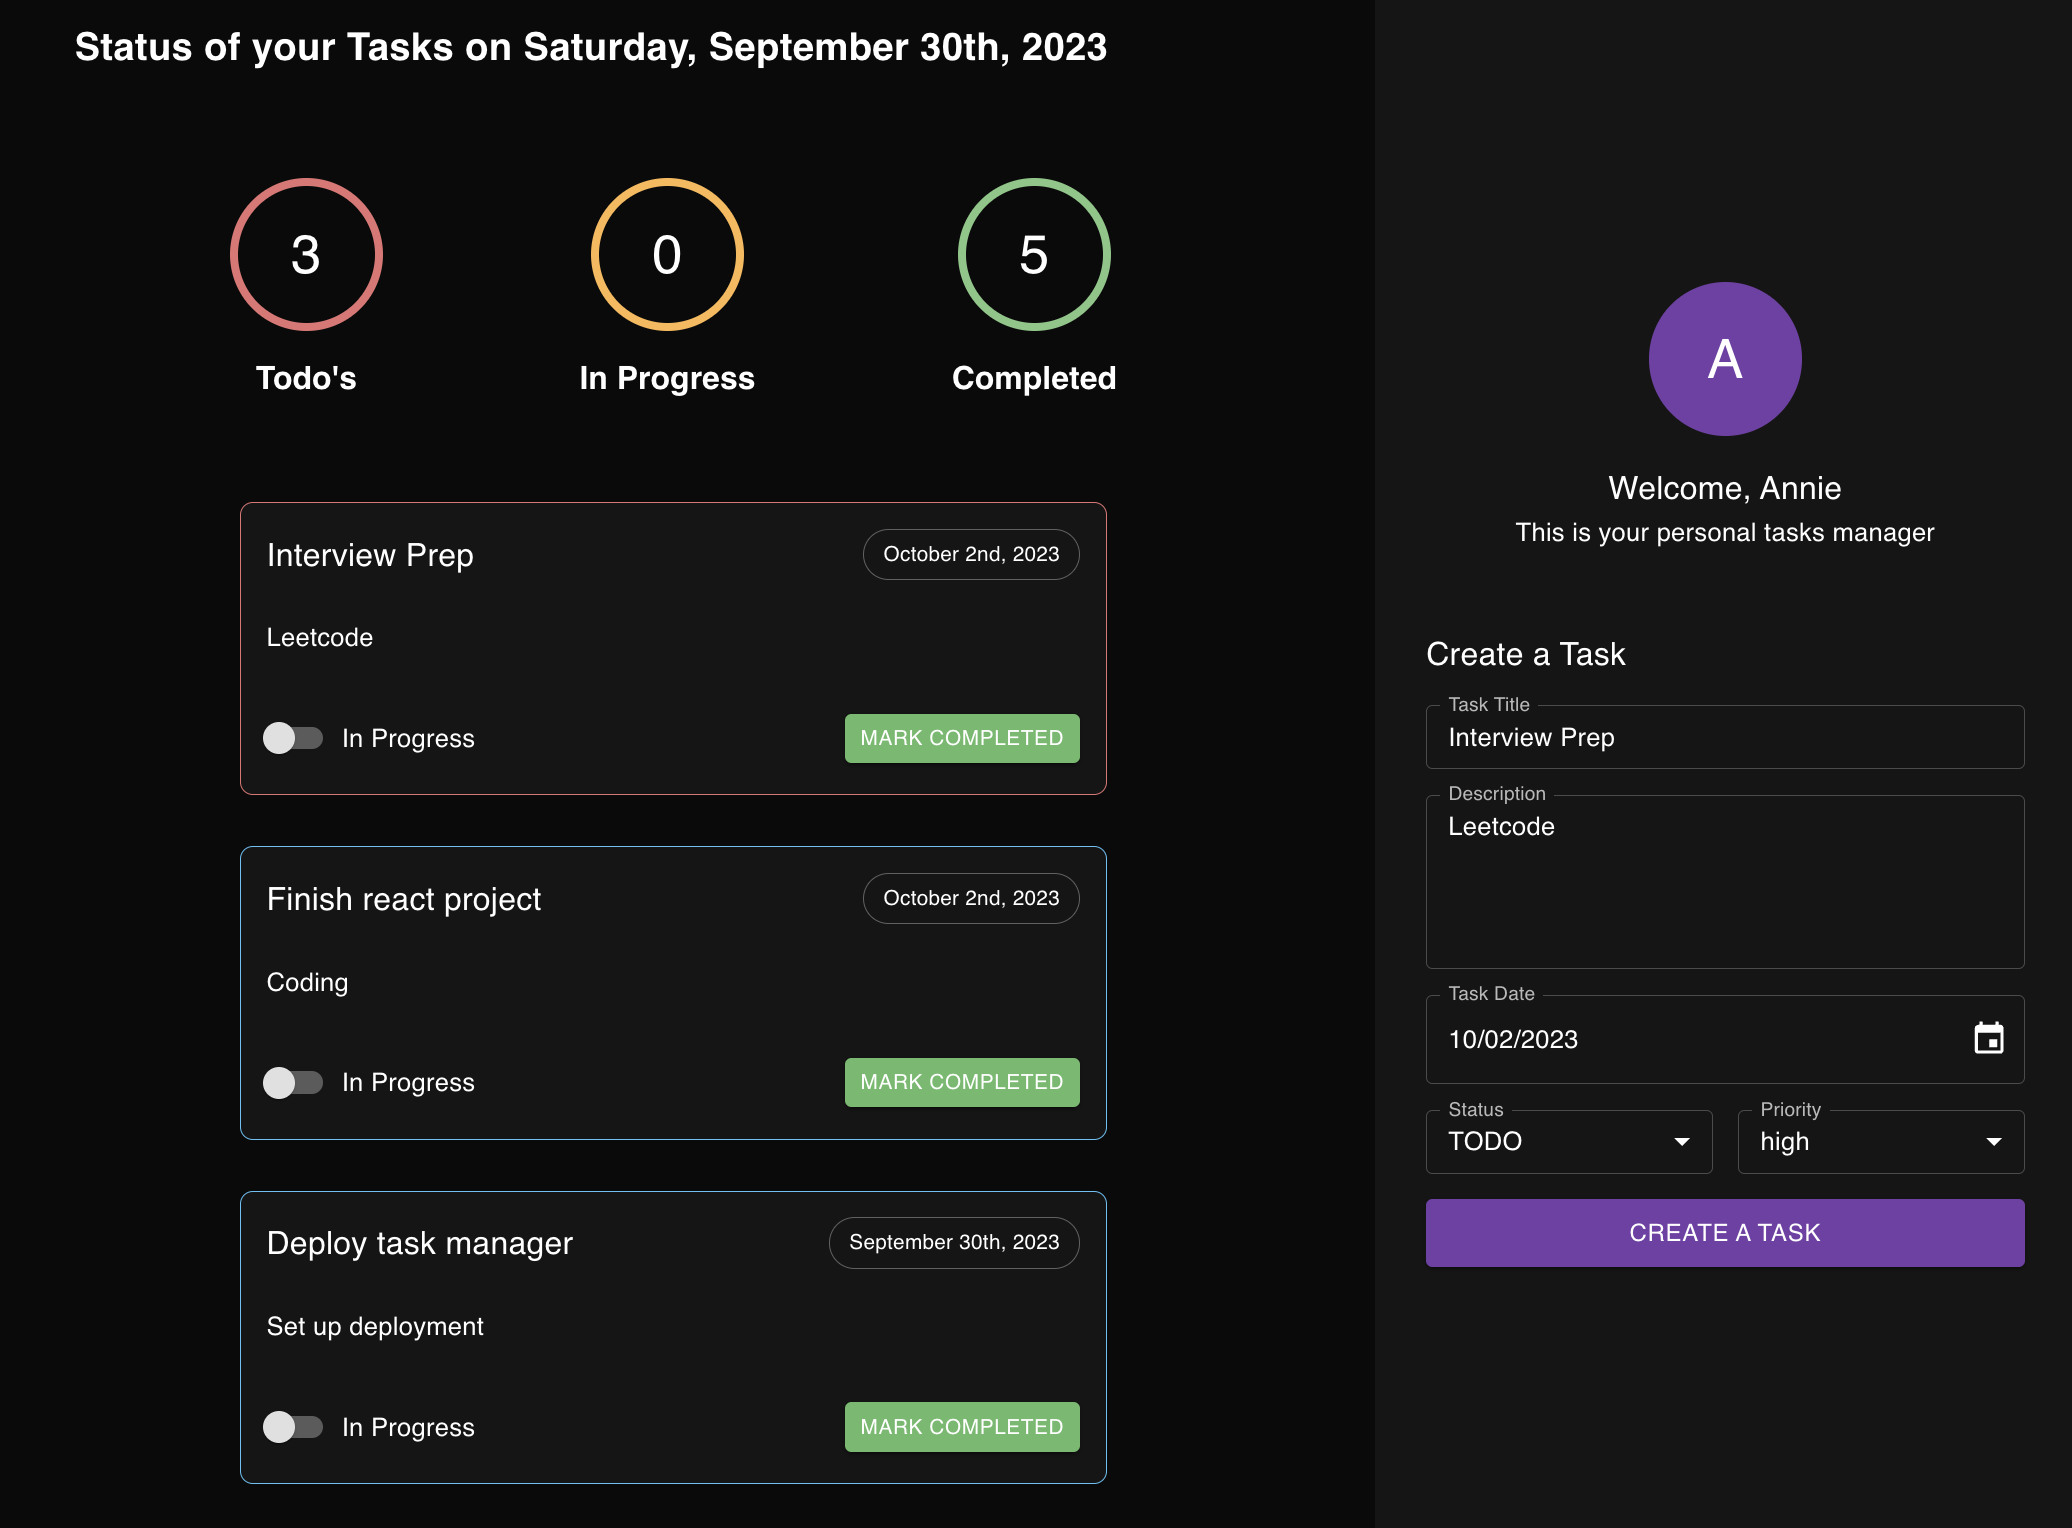 Status of your Tasks on Saturday, September 30th, 2023
3
0
5
Todo's
In Progress
Completed
Interview Prep
October 2nd, 2023
Leetcode
In Progress
MARK COMPLETED
Finish react project
October 2nd, 2023
Coding
In Progress
MARK COMPLETED
Deploy task manager
September 30th, 2023
Set up deployment
In Progress
MARK COMPLETED
A
Welcome, Annie
This is your personal tasks manager
Create a Task
Task Title
Interview Prep
Description
Leetcode
Task Date
10/02/2023
Status
TODO
Priority
high
CREATE A TASK